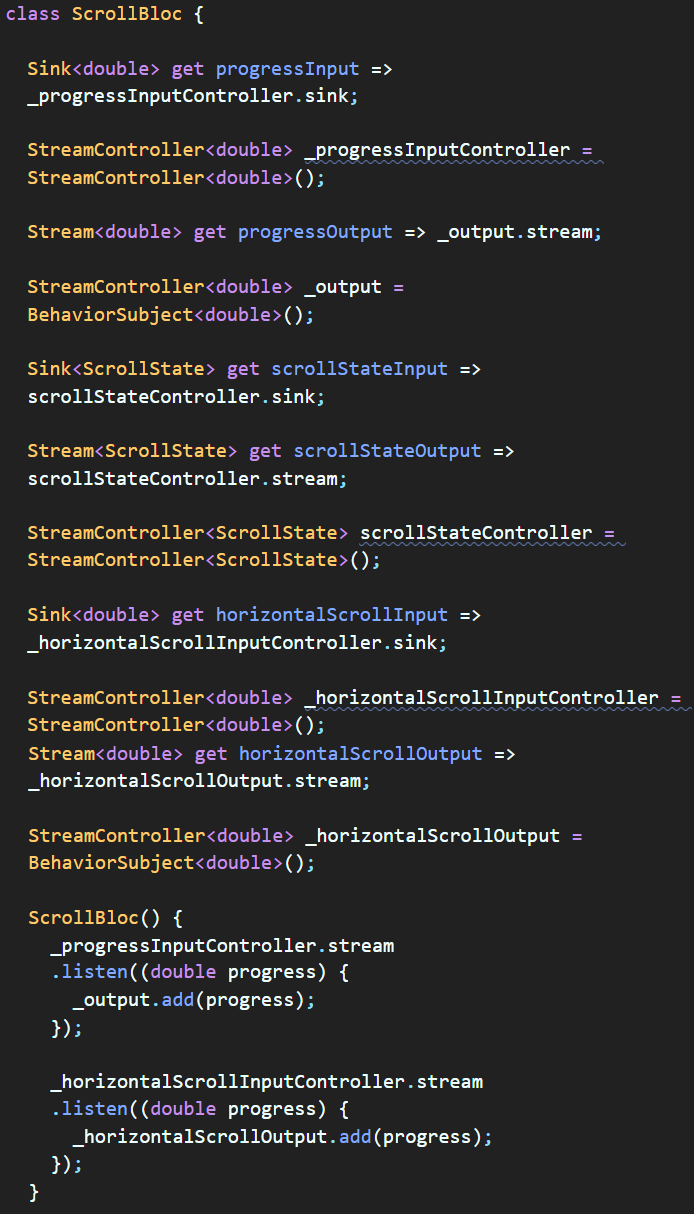 class ScrollBloc {
Sink<double> get progressInput =>
_progressInputController.sink;
StreamController<double> _progressInputController =
StreamController<double>();
Stream<double> get progressOutput => _output.stream;
StreamController<double> _output =
BehaviorSubject<double>();
Sink<ScrollState> get scrollStateInput =>
scrollStateController.sink;
Stream<ScrollState> get scrollStateOutput =>
scrollStateController.stream;
StreamController<ScrollState> scrollStateController =
StreamController<ScrollState>();
Sink<double> get horizontalScrollInput =>
_horizontalScrollInputController.sink;
StreamController<double> _horizontalScrollInputController =
StreamController<double>();
Stream<double> get horizontalScrollOutput =>
_horizontalScrollOutput.stream;
StreamController<double> _horizontalScrollOutput =
BehaviorSubject<double>();
ScrollBloc() {
_progressInputController.stream
.listen((double progress) {
_output.add(progress);
});
_horizontalScrollInputController.stream
.listen((double progress) {
_horizontalScrollOutput.add(progress);
});
}